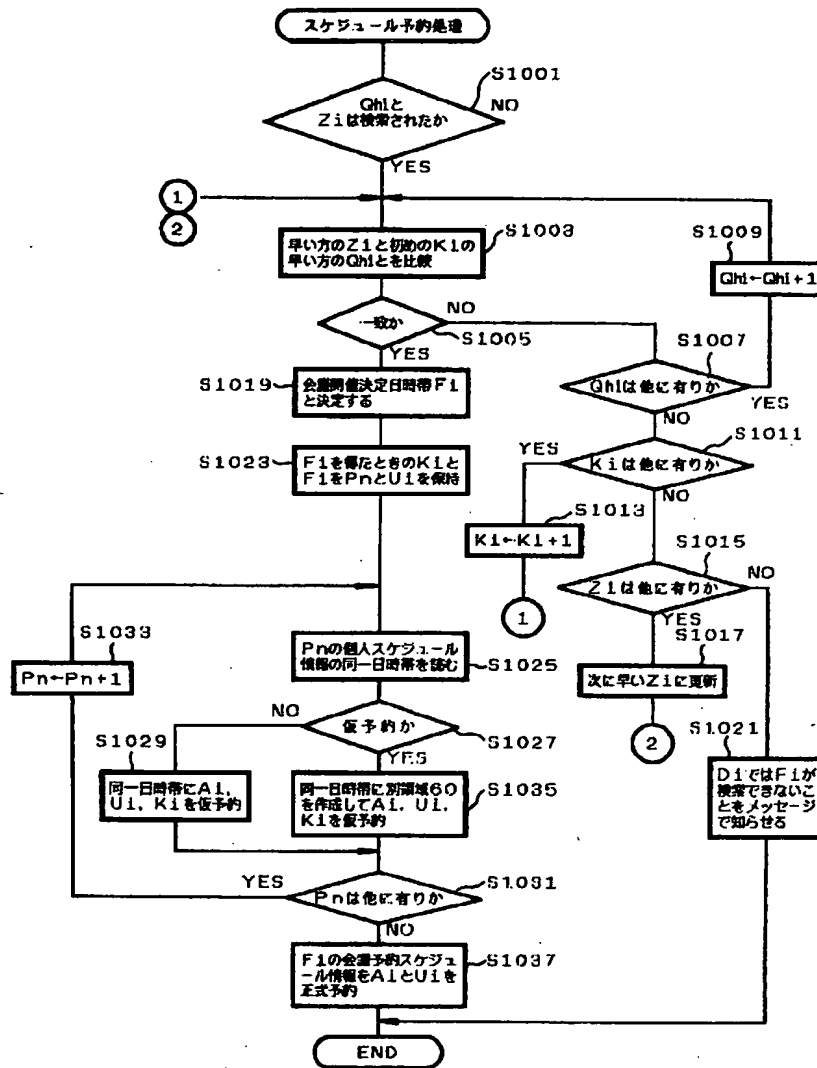 スケジュール予約処理
S1001
Qhiと
Ziは検索されたか
NO
YES
1
2
S1003
早い方のZiと初めのKiの
早い方のQhiとを比較
S1009
Qhi←Qhi+1
一致か
NO
S1005
YES
S1007
Qhiは他に有りか
YES
NO
S1019
会議開催決定日時帯Fi
と決定する
S1011
YES
Kiは他に有りか
NO
S1023
Fiを得たときのKiと
FiをPnとUiを保持
S1013
Ki←Ki+1
1
S1015
Ziは他に有りか
NO
YES
S1017
次に早いZiに更新
2
S1033
Pn←Pn+1
Pnの個人スケジュール
情報の同一日時帯を読む
S1025
NO
仮予約か
S1027
YES
S1029
同一日時帯にAi,
Ui, Kiを仮予約
同一日時帯に別領域60
を作成してAi, Ui,
Kiを仮予約
S1035
S1021
DiではFiが
検索できないこ
とをメッセージ
で知らせる
YES
Pnは他に有りか
S1031
NO
Fiの会議予約スケジュ
ール情報をAiとUiを
正式予約
S1037
END